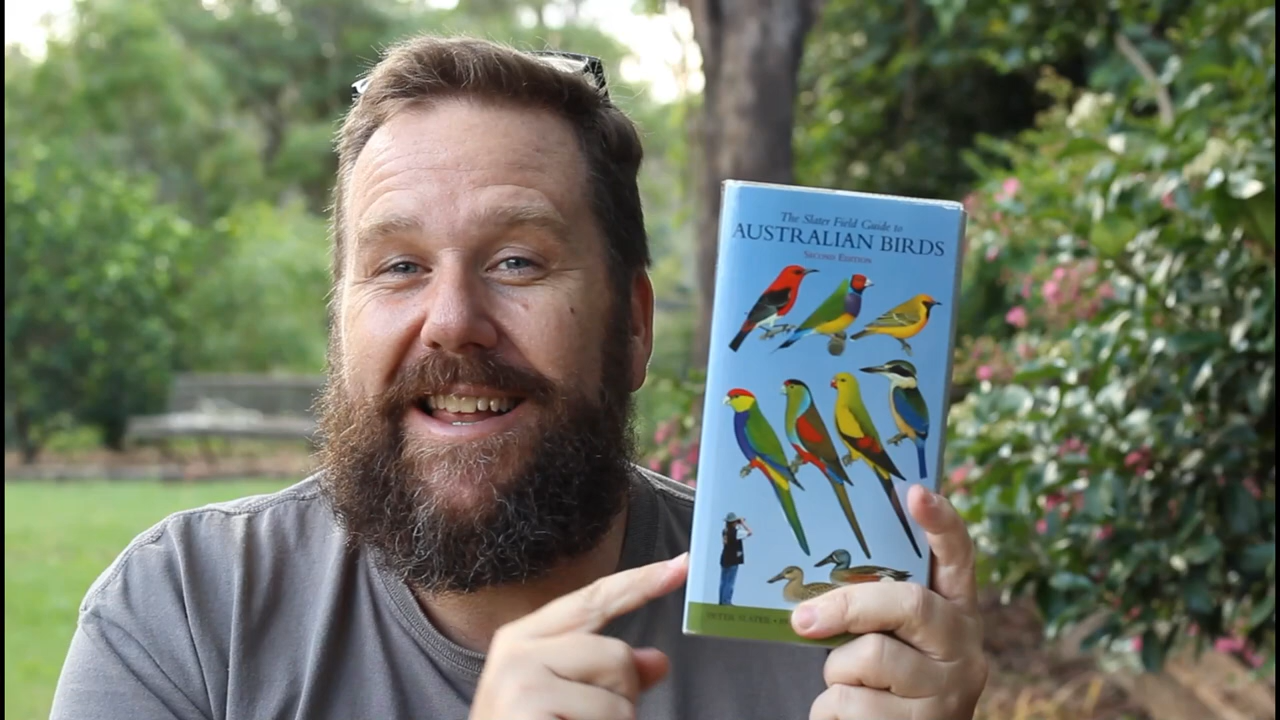 The Slater Field Guide to
AUSTRALIAN BIRDS
SECOND EDITION
PETER SLATER •